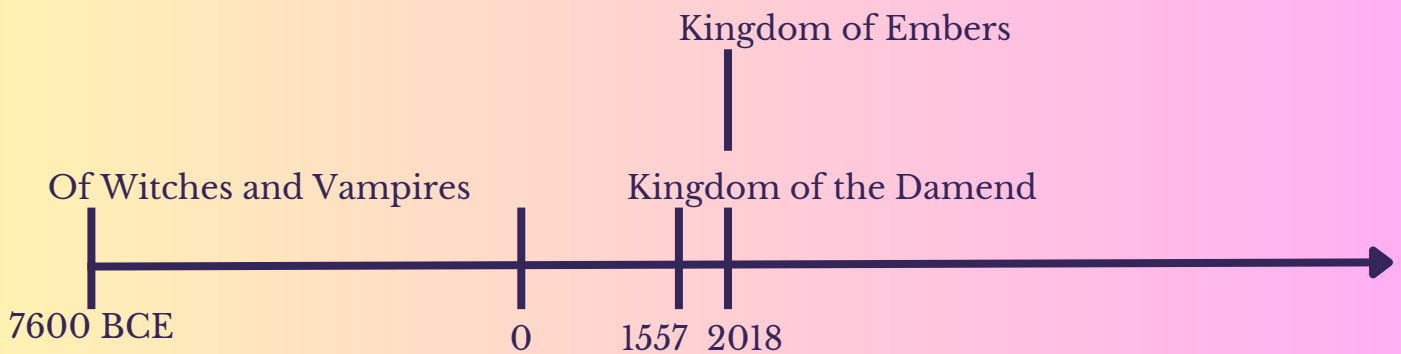 Kingdom of Embers
Of Witches and Vampires
Kingdom of the Damend
7600 BCE
0
1557
2018